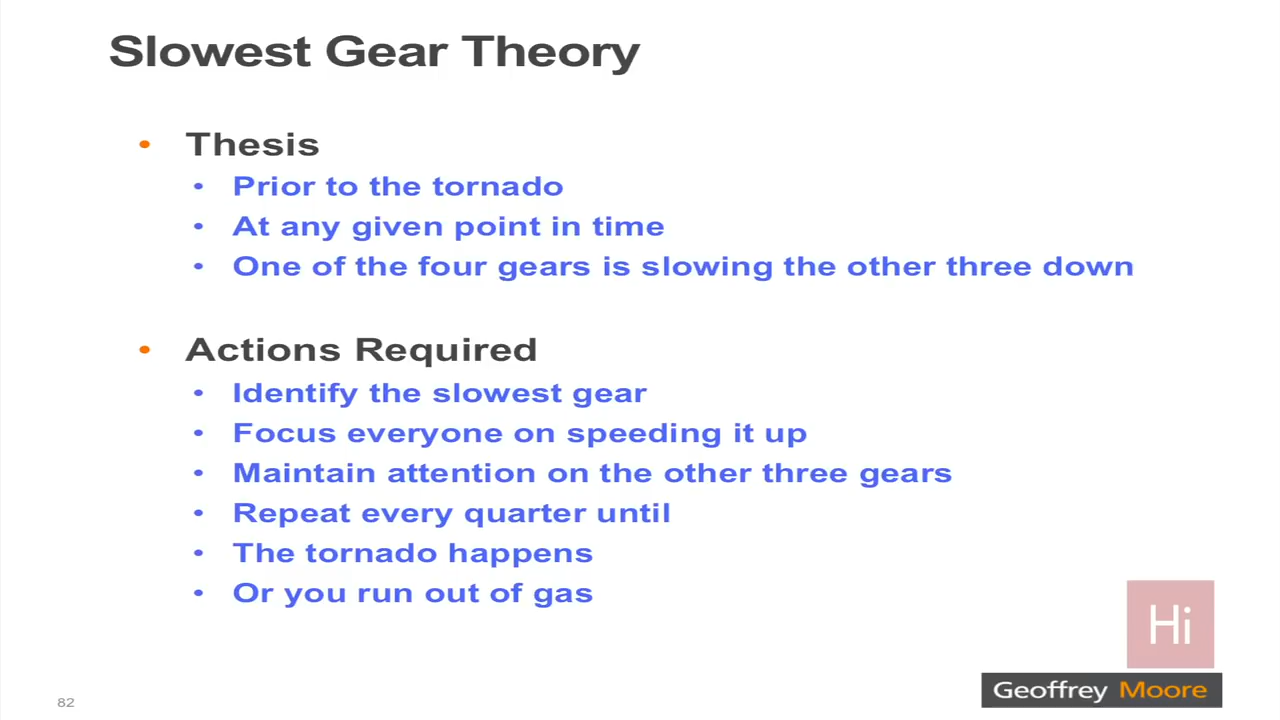 Slowest Gear Theory
• Thesis
• Prior to the tornado
• At any given point in time
• One of the four gears is slowing the other three down
• Actions Required
• Identify the slowest gear
• Focus everyone on speeding it up
• Maintain attention on the other three gears
• Repeat every quarter until
• The tornado happens
• Or you run out of gas
Hi
Geoffrey Moore
82